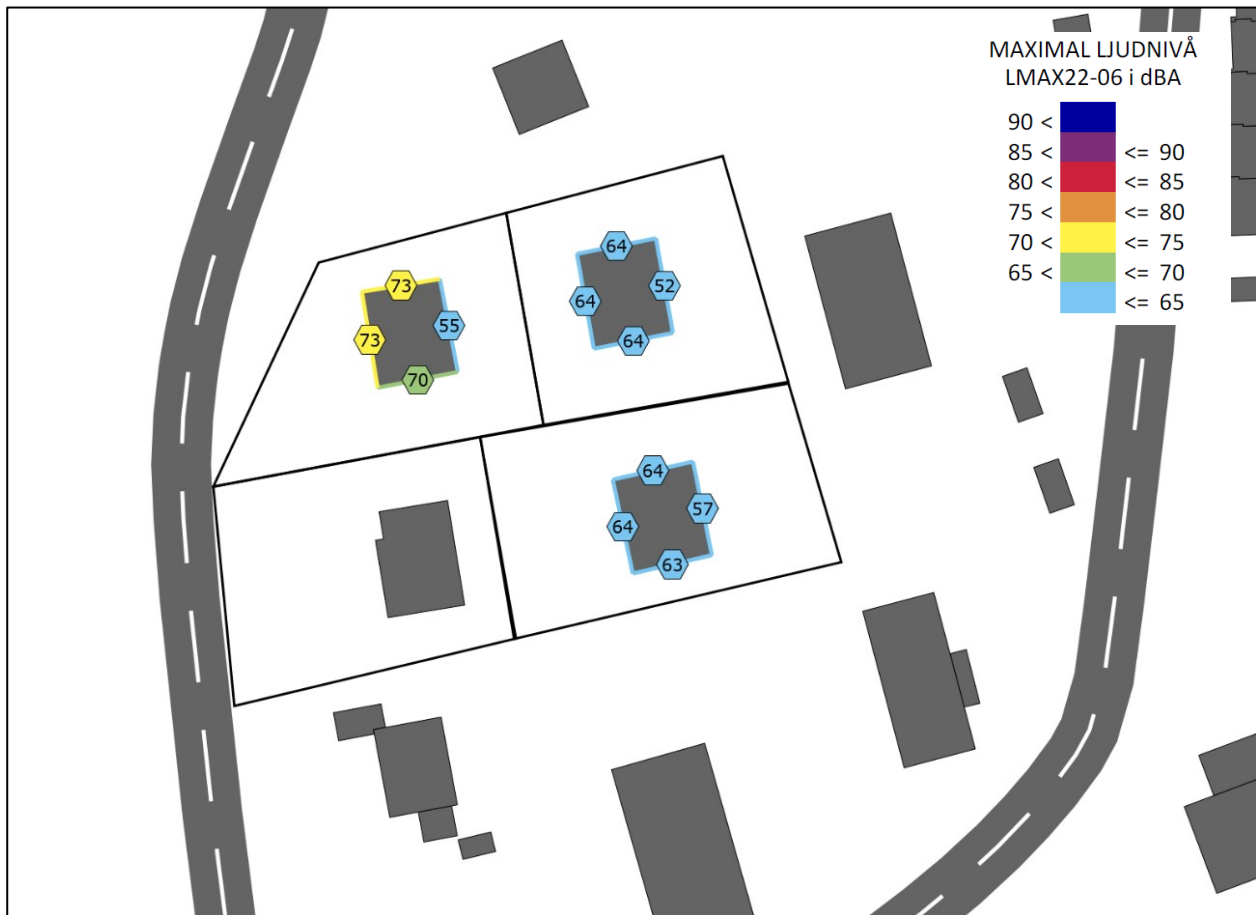 MAXIMAL LJUDNIVÅ
LMAX22-06 i dBA
90 <
85 < <= 90
80 < <= 85
75 < <= 80
70 < <= 75
65 < <= 70
<= 65
73
73
55
70
64
64
52
64
64
64
57
63